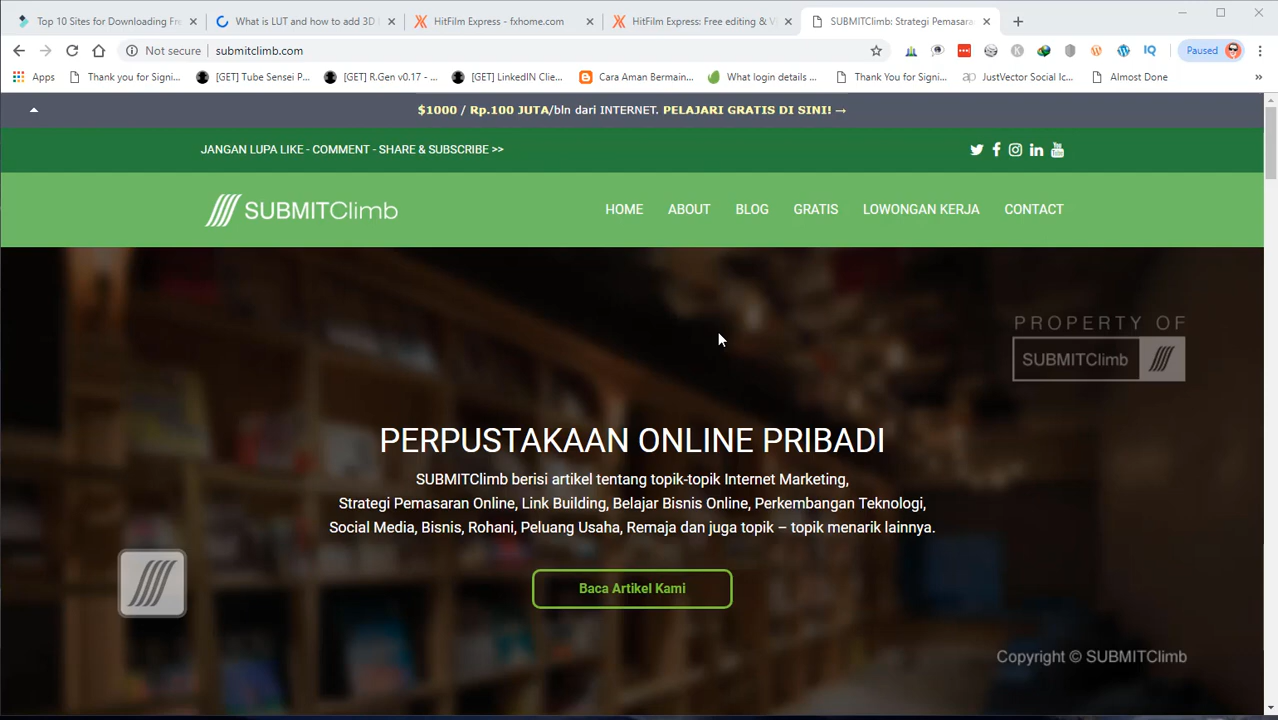 Top 10 Sites for Downloading Fr
What is LUT and how to add 3D
HitFilm Express - fxhome.com
HitFilm Express: Free editing & V
SUBMITClimb: Strategi Pemasara
Not secure
submitclimb.com
Paused
Apps
Thank you for Signi...
[GET] Tube Sensei P...
[GET] R.Gen v0.17 - ...
[GET] LinkedIN Clie...
Cara Aman Bermain...
What login details ...
Thank You for Signi...
JustVector Social Ic...
Almost Done
$1000 / Rp.100 JUTA/bln dari INTERNET. PELAJARI GRATIS DI SINI! →
JANGAN LUPA LIKE - COMMENT - SHARE & SUBSCRIBE >>
SUBMITClimb
HOME
ABOUT
BLOG
GRATIS
LOWONGAN KERJA
CONTACT
PROPERTY OF
SUBMITClimb
PERPUSTAKAAN ONLINE PRIBADI
SUBMITClimb berisi artikel tentang topik-topik Internet Marketing,
Strategi Pemasaran Online, Link Building, Belajar Bisnis Online, Perkembangan Teknologi,
Social Media, Bisnis, Rohani, Peluang Usaha, Remaja dan juga topik – topik menarik lainnya.
Baca Artikel Kami
Copyright © SUBMITClimb